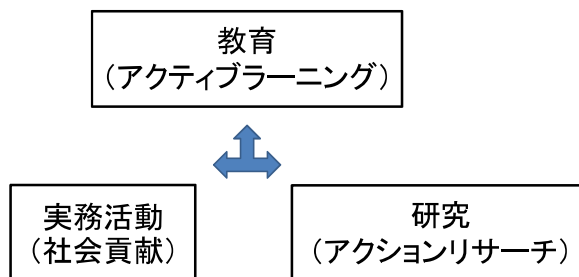 教育
（アクティブラーニング）
実務活動
（社会貢献）
研究
（アクションリサーチ）